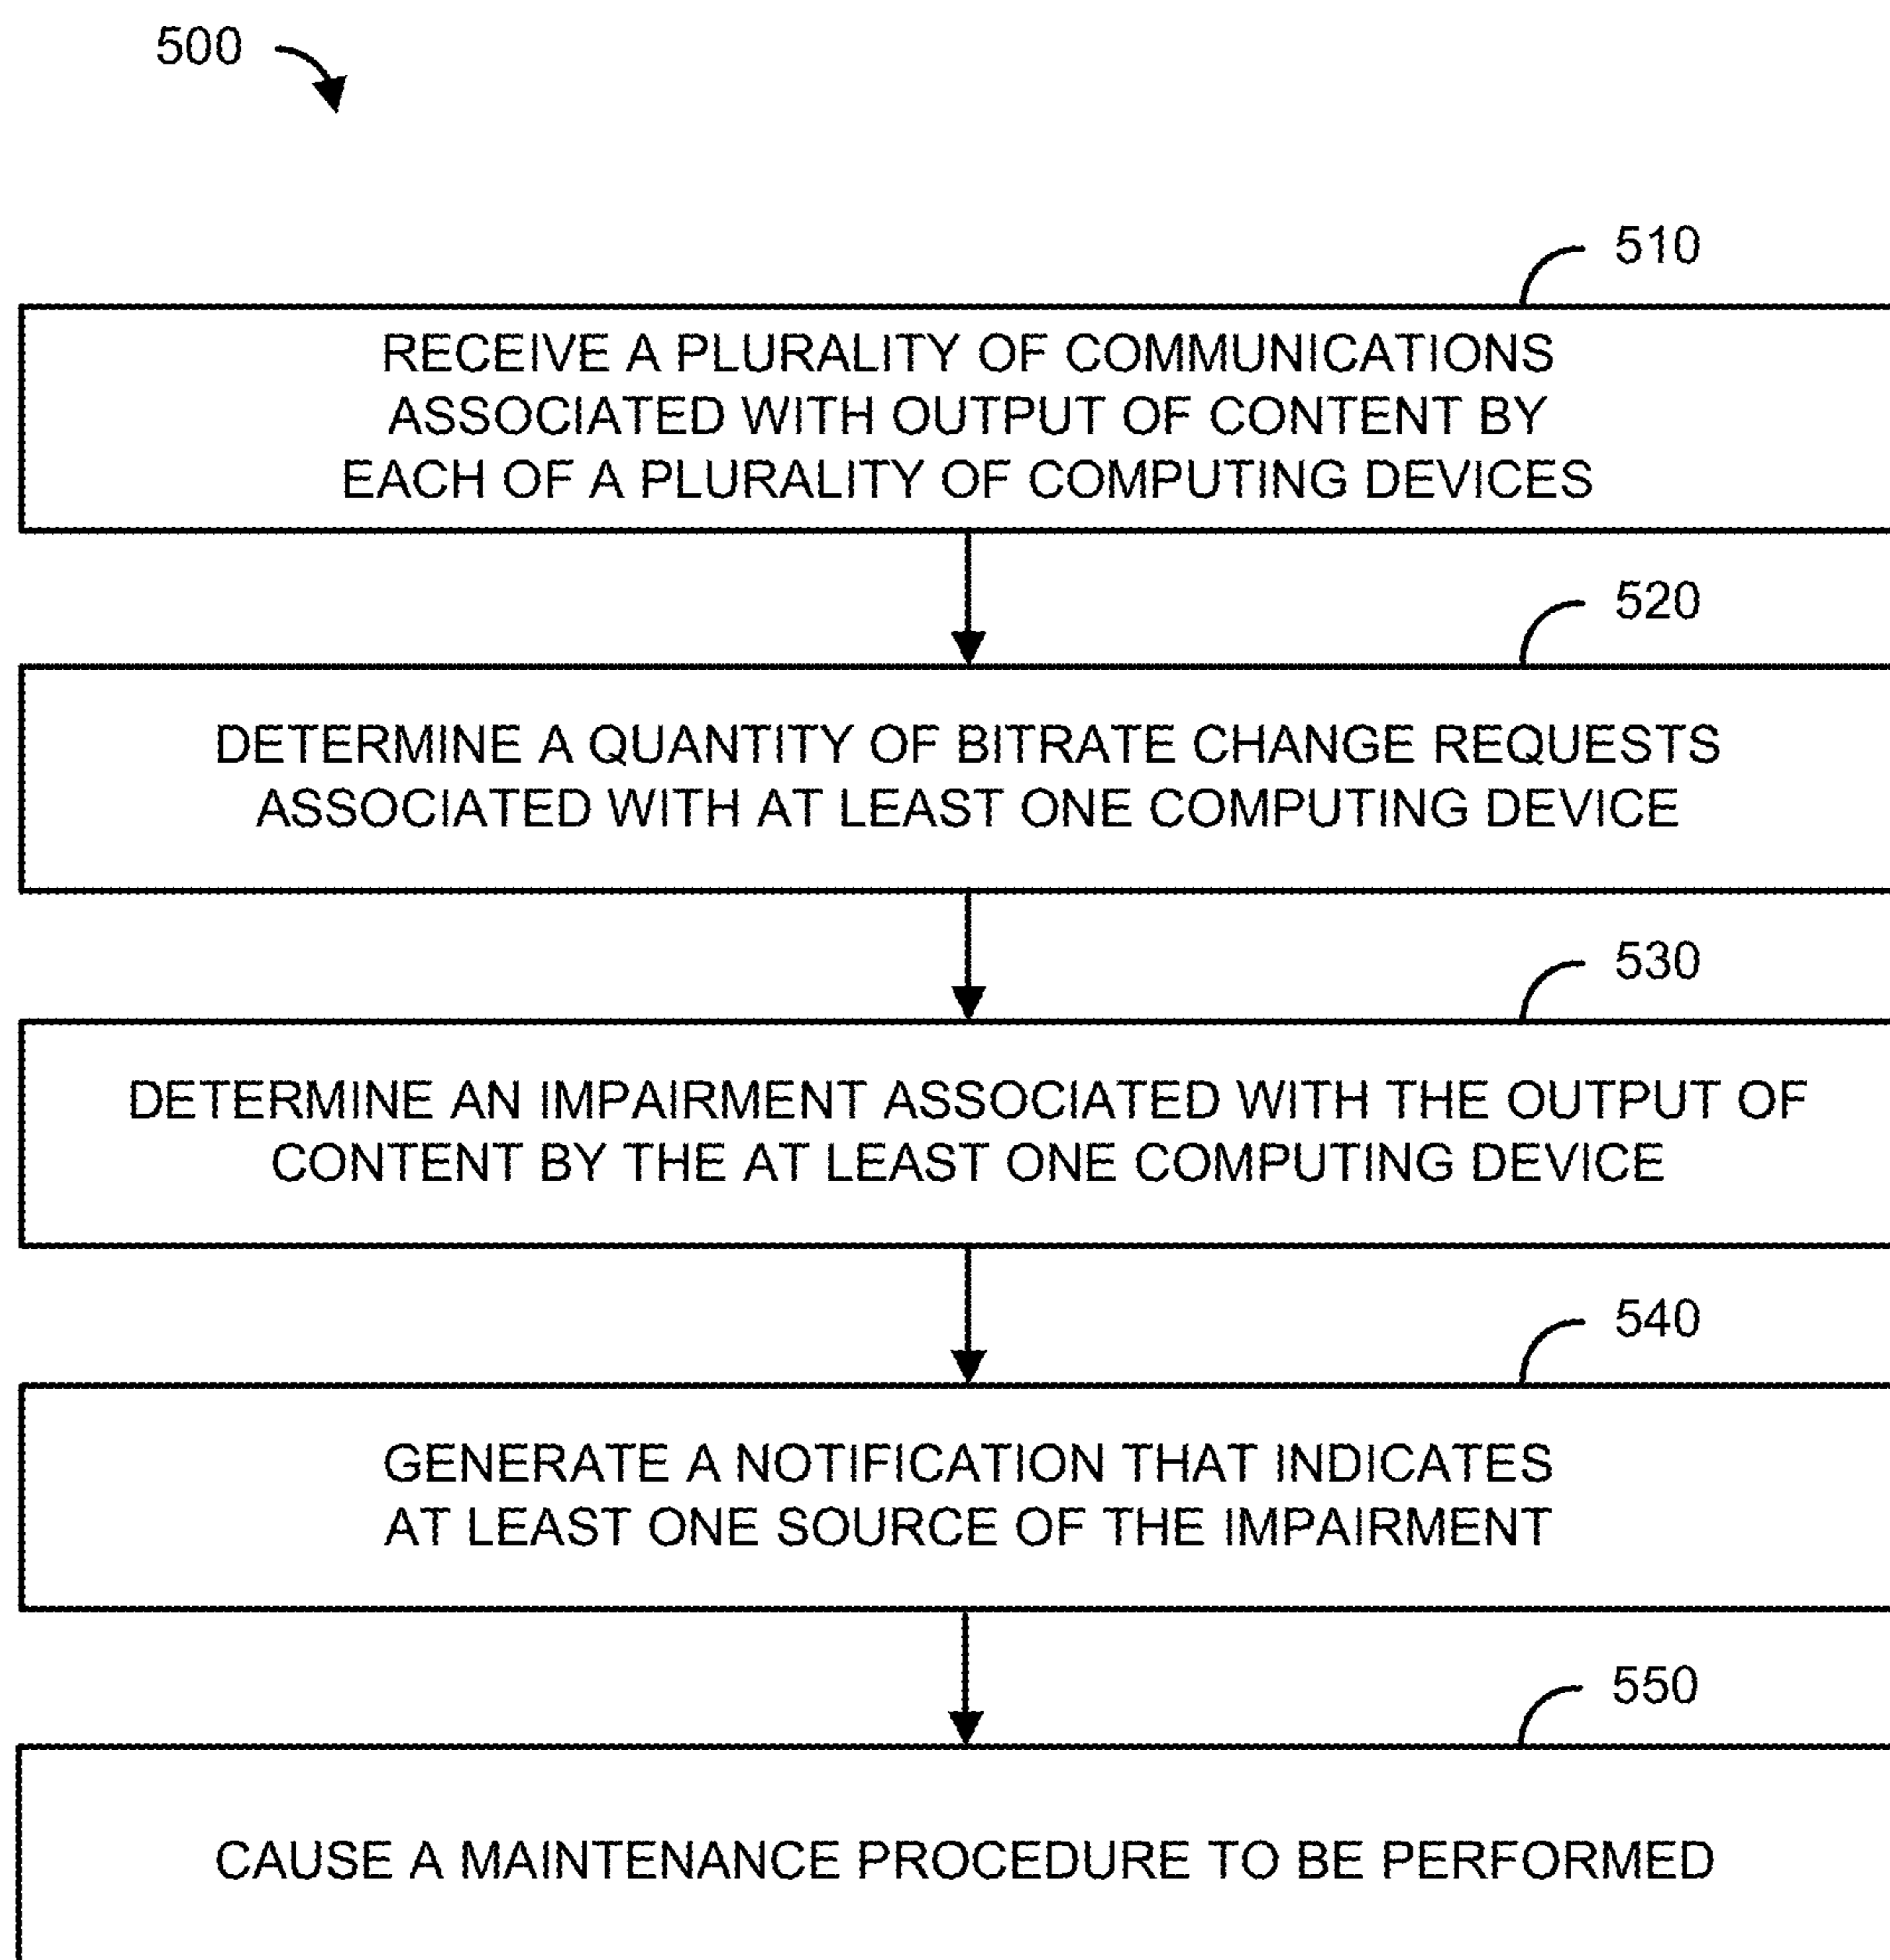 500
510
RECEIVE A PLURALITY OF COMMUNICATIONS
ASSOCIATED WITH OUTPUT OF CONTENT BY
EACH OF A PLURALITY OF COMPUTING DEVICES
520
DETERMINE A QUANTITY OF BITRATE CHANGE REQUESTS
ASSOCIATED WITH AT LEAST ONE COMPUTING DEVICE
530
DETERMINE AN IMPAIRMENT ASSOCIATED WITH THE OUTPUT OF
CONTENT BY THE AT LEAST ONE COMPUTING DEVICE
540
GENERATE A NOTIFICATION THAT INDICATES
AT LEAST ONE SOURCE OF THE IMPAIRMENT
550
CAUSE A MAINTENANCE PROCEDURE TO BE PERFORMED